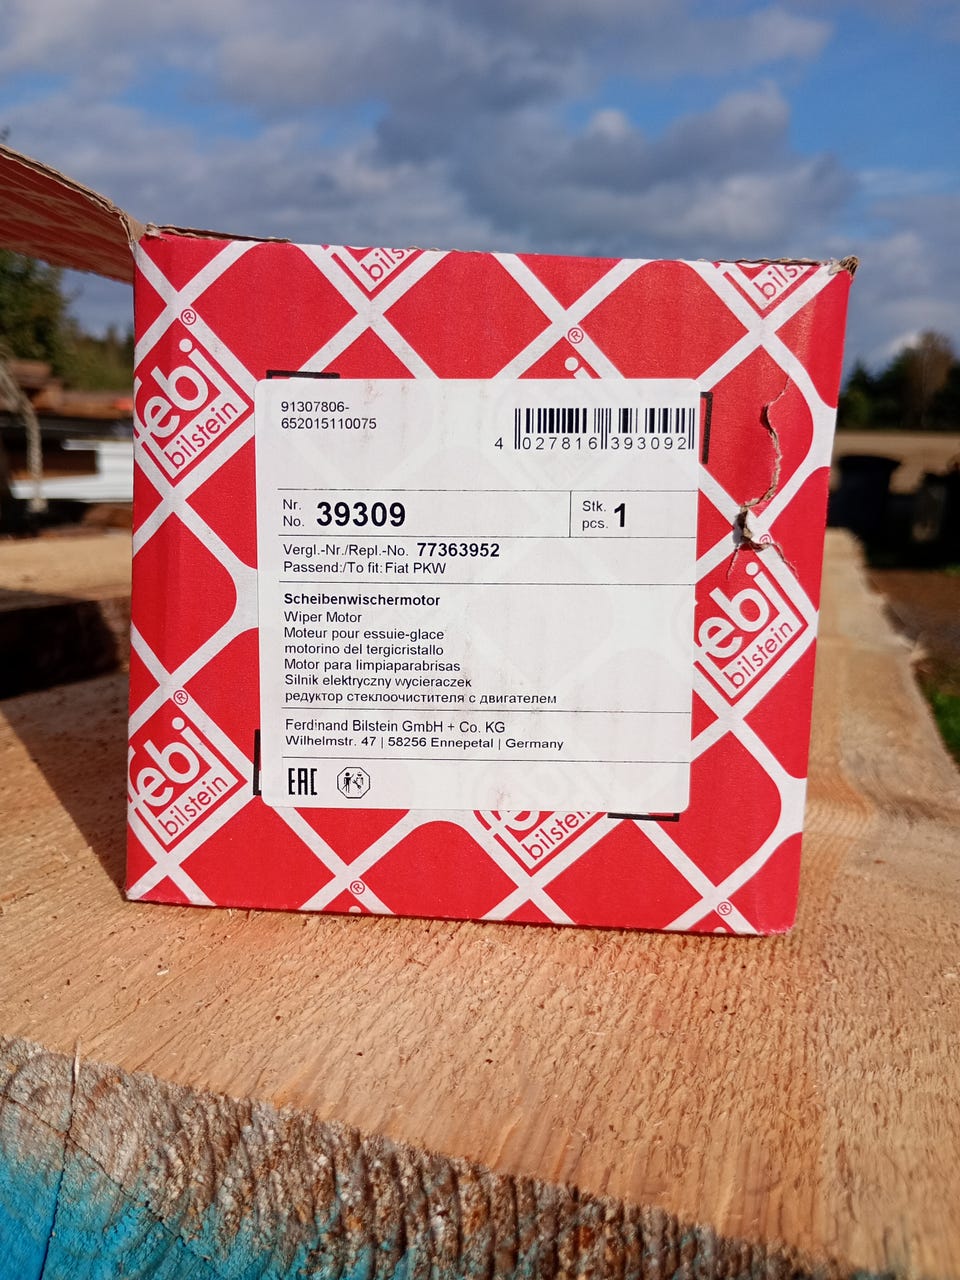 bilstein
bilstein
febi
bilstein
91307806-
652015110075
4 027816 393092
Nr.
No. 39309
Stk.
pcs. 1
Vergl.-Nr./Repl.-No. 77363952
Passend:/To fit: Fiat PKW
Scheibenwischermotor
Wiper Motor
Moteur pour essuie-glace
motorino del tergicristallo
Motor para limpiaparabrisas
Silnik elektryczny wycieraczek
редуктор стеклоочистителя с двигателем
Ferdinand Bilstein GmbH + Co. KG
Wilhelmstr. 47 | 58256 Ennepetal | Germany
EAC
febi
bilstein
febi
bilstein
febi
bilstein